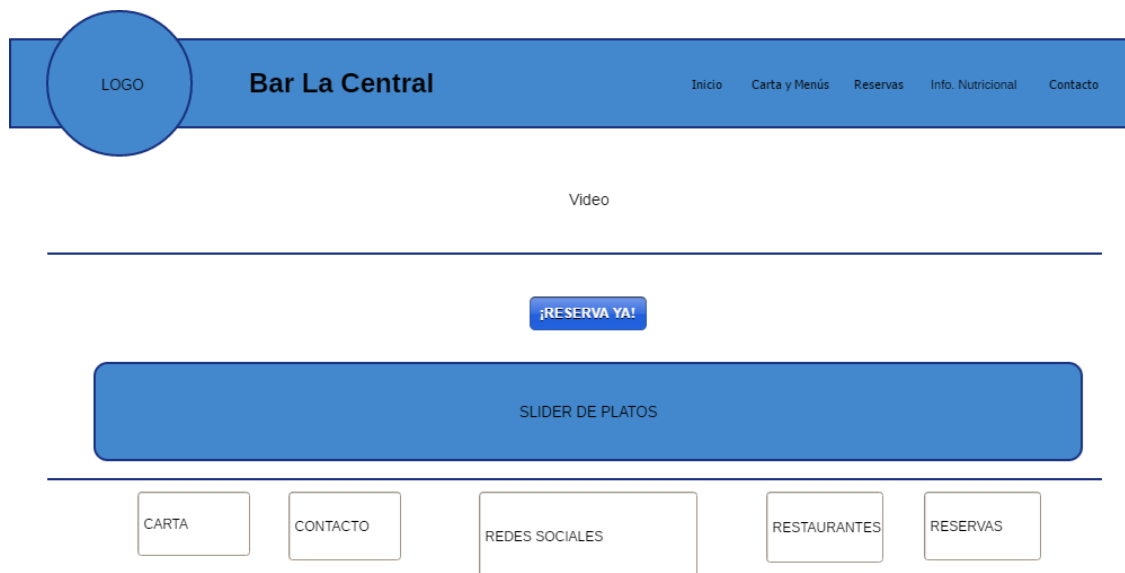 LOGO
Bar La Central
Inicio
Carta y Menús
Reservas
Info. Nutricional
Contacto
Video
¡RESERVA YA!
SLIDER DE PLATOS
CARTA
CONTACTO
REDES SOCIALES
RESTAURANTES
RESERVAS